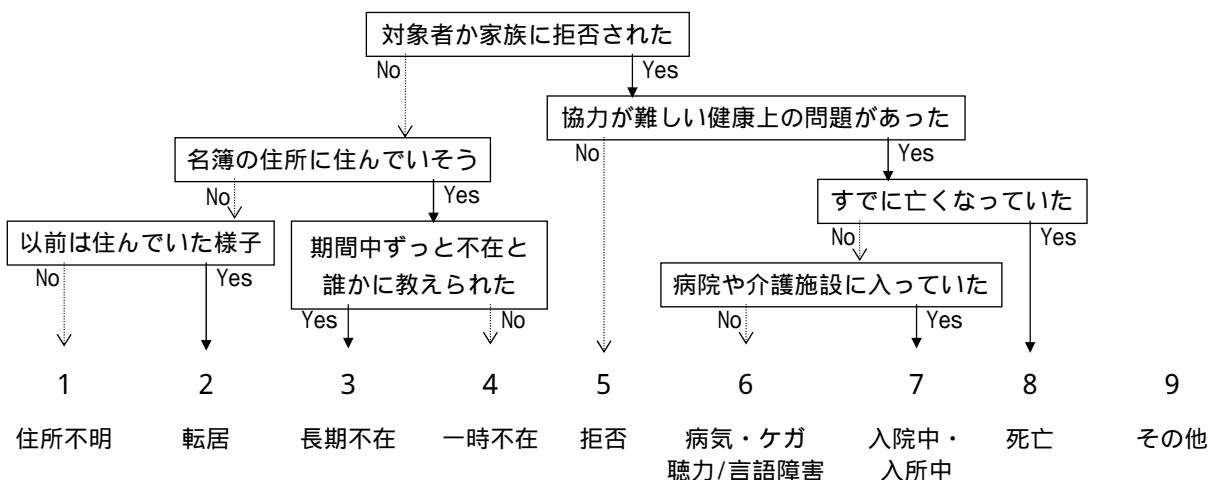 対象者か家族に拒否された
No
Yes
協力が難しい健康上の問題があった
名簿の住所に住んでいそう
No
Yes
No
Yes
すでに亡くなっていた
以前は住んでいた様子
期間中ずっと不在と
誰かに教えられた
No
Yes
病院や介護施設に入っていた
No
Yes
Yes
No
No
Yes
1
2
3
4
5
6
7
8
9
住所不明
転居
長期不在
一時不在
拒否
病気・ケガ
聴力/言語障害
入院中・
入所中
死亡
その他